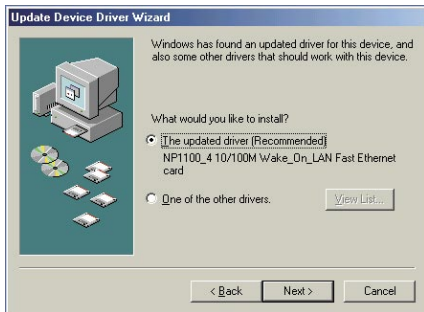 Update Device Driver Wizard
Windows has found an updated driver for this device, and
also some other drivers that should work with this device.
What would you like to install?
The updated driver (Recommended)
NP1100_4 10/100M Wake_On_LAN Fast Ethernet
card
One of the other drivers.
View List...
< Back
Next >
Cancel